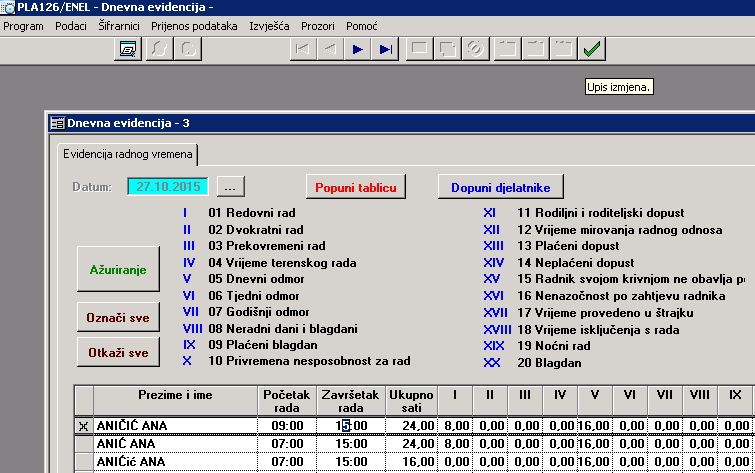 PLA126/ENEL - Dnevna evidencija -
Program Podaci Šifrarnici Prijenos podataka Izvješća Prozori Pomoć
Upis izmjena.
Dnevna evidencija - 3
Evidencija radnog vremena
Datum: 27.10.2015 ... Popuni tablicu Dopuni djelatnike
I 01 Redovni rad XI 11 Rodiljni i roditeljski dopust
II 02 Dvokratni rad XII 12 Vrijeme mirovanja radnog odnosa
III 03 Prekovremeni rad XIII 13 Plaćeni dopust
IV 04 Vrijeme terenskog rada XIV 14 Neplaćeni dopust
Ažuriranje V 05 Dnevni odmor XV 15 Radnik svojom krivnjom ne obavlja
VI 06 Tjedni odmor XVI 16 Nenazočnost po zahtjevu radnika
Označi sve VII 07 Godišnji odmor XVII 17 Vrijeme provedeno u štrajku
VIII 08 Neradni dani i blagdani XVIII 18 Vrijeme isključenja s rada
Otkaži sve IX 09 Plaćeni blagdan XIX 19 Noćni rad
X 10 Privremena nesposobnost za rad XX 20 Blagdan
Prezime i ime Početak rada Završetak rada Ukupno sati I II III IV V VI VII VIII IX
ANIČIĆ ANA 09:00 15:00 24,00 8,00 0,00 0,00 0,00 16,00 0,00 0,00 0,00 0,00
ANIĆ ANA 07:00 15:00 24,00 8,00 0,00 0,00 0,00 16,00 0,00 0,00 0,00 0,00
ANIĆić ANA 07:00 15:00 16,00 0,00 0,00 0,00 0,00 16,00 0,00 0,00 0,00 0,00